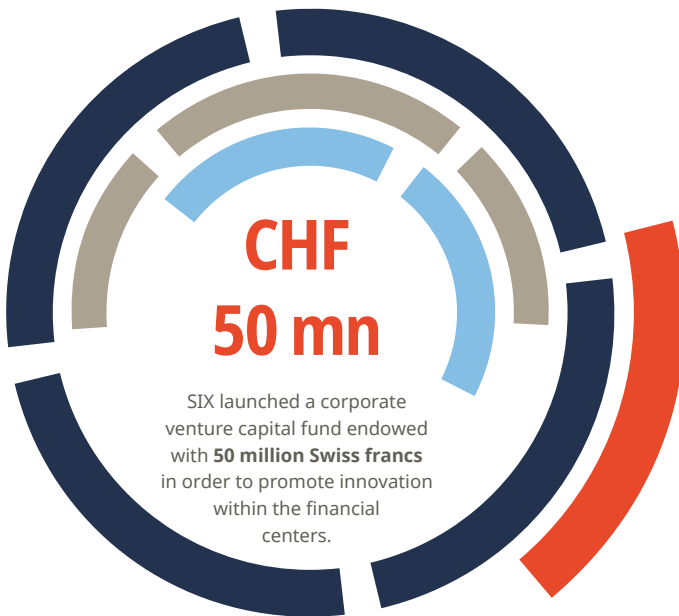 CHF
50 mn
SIX launched a corporate
venture capital fund endowed
with 50 million Swiss francs
in order to promote innovation
within the financial
centers.